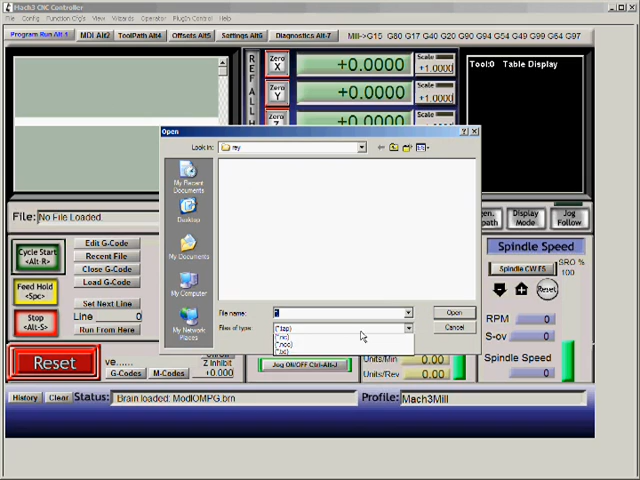 Mach3 CNC Controller
File Config Function Cfg's View Wizards Operator PlugIn Control Help
Program Run Alt-1 MDI Alt2 ToolPath Alt4 Offsets Alt5 Settings Alt6 Diagnostics Alt-7 Mill->G15 G80 G17 G40 G20 G90 G94 G54 G49 G99 G64 G97
REF ALL H
Zero X +0.0000 Scale +1.0000
Zero Y +0.0000 Scale +1.0000
Zero Z
Tool:0 Table Display
Open
Look in: rey
My Recent Documents
Desktop
My Documents
My Computer
My Network Places
File name:
Files of type: (*.tap)
(*.nc)
(*.ncc)
(*.txt)
Open
Cancel
File: No File Loaded.
Display Mode
Jog Follow
Cycle Start <Alt-R>
Feed Hold <Spc>
Stop <Alt-S>
Edit G-Code
Recent File
Close G-Code
Load G-Code
Set Next Line
Line: 0
Run From Here
Spindle Speed
Spindle CW F5
SRO % 100
Reset
RPM 0
S-ov 0
Spindle Speed 0
Reset
G-Codes M-Codes
Z Inhibit +0.000
Jog ON/OFF Ctrl-Alt-J
Units/Min 0.00
Units/Rev 0.00
History Clear Status: Brain loaded: ModIOMPG.brn Profile: Mach3Mill